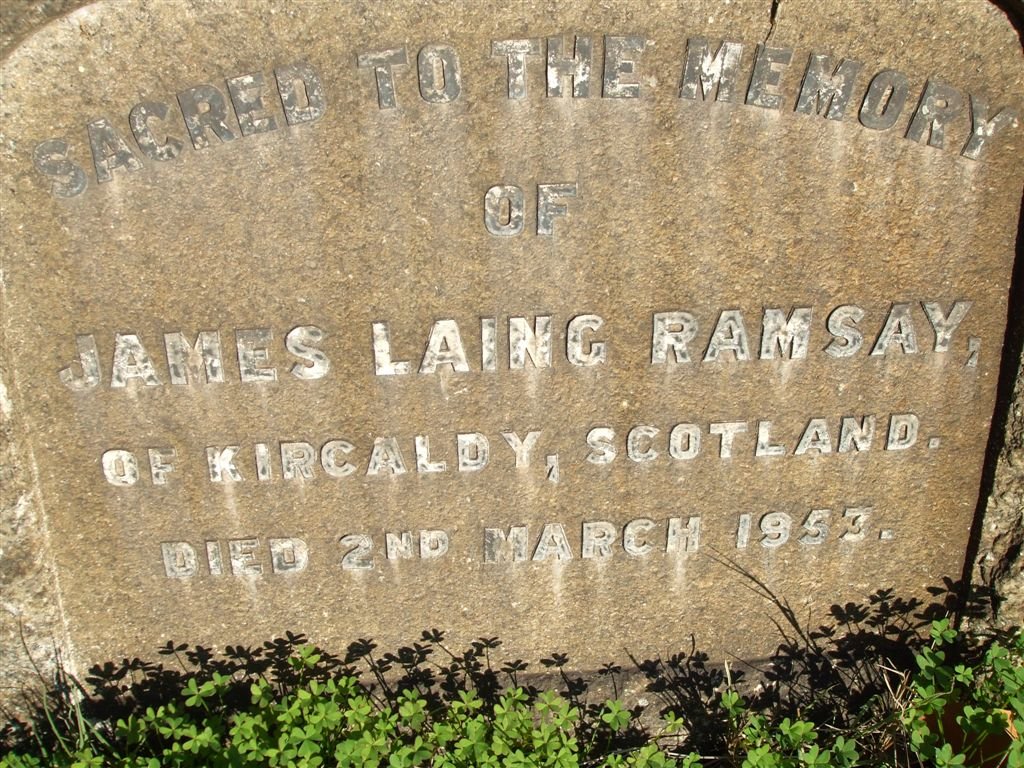 SACRED TO THE MEMORY
OF
JAMES LAING RAMSAY,
OF KIRCALDY, SCOTLAND.
DIED 2ND MARCH 1953.